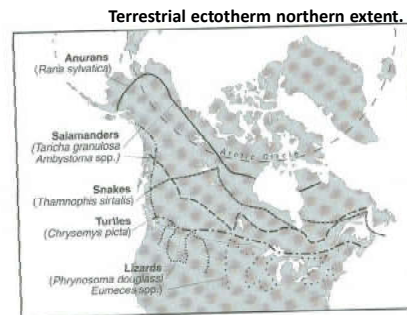 Terrestrial ectotherm northern extent.
Anurans
(Rana sylvatica)
Arctic Circle
Salamanders
(Taricha granulosa
Ambystoma spp.)
Snakes
(Thamnophis sirtalis)
Turtles
(Chrysemys picta)
Lizards
(Phrynosoma douglassi
Eumeces spp.)